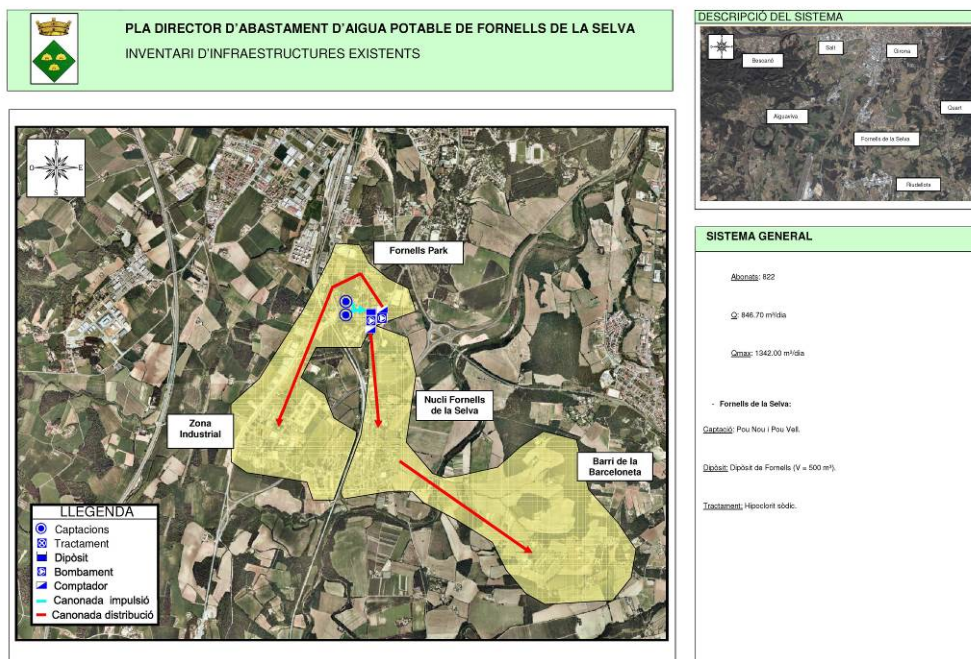 PLA DIRECTOR D'ABASTAMENT D'AIGUA POTABLE DE FORNELLS DE LA SELVA
INVENTARI D'INFRAESTRUCTURES EXISTENTS
N
O
E
S
Fornells Park
Nucli Fornells
de la Selva
Zona
Industrial
Barri de la
Barceloneta
LLEGENDA
Captacions
Tractament
Dipòsit
Bombament
Comptador
Canonada impulsió
Canonada distribució
DESCRIPCIÓ DEL SISTEMA
Salt
Girona
Bescanó
Quart
Aiguaviva
Fornells de la Selva
Riudellots
SISTEMA GENERAL
Abonats: 822
Q: 846.70 m³/dia
Qmax: 1342.00 m³/dia
- Fornells de la Selva:
Captació: Pou Nou i Pou Vell.
Dipòsit: Dipòsit de Fornells (V = 500 m³).
Tractament: Hipoclorit sòdic.